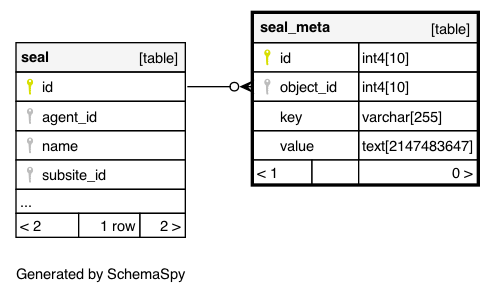 seal [table]
id
agent_id
name
subsite_id
...
< 2 1 row 2 >
seal_meta [table]
id int4[10]
object_id int4[10]
key varchar[255]
value text[2147483647]
< 1 0 >
Generated by SchemaSpy